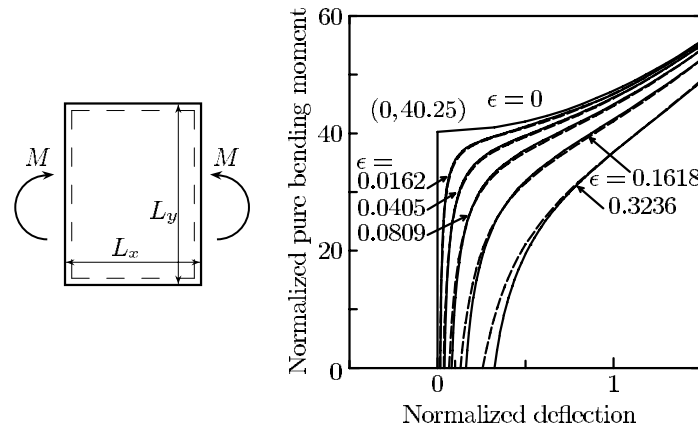 M
M
L_y
L_x
Normalized pure bending moment
60
40
20
0
(0, 40.25)
ϵ = 0
ϵ =
0.0162
0.0405
0.0809
ϵ = 0.1618
0.3236
0
1
Normalized deflection